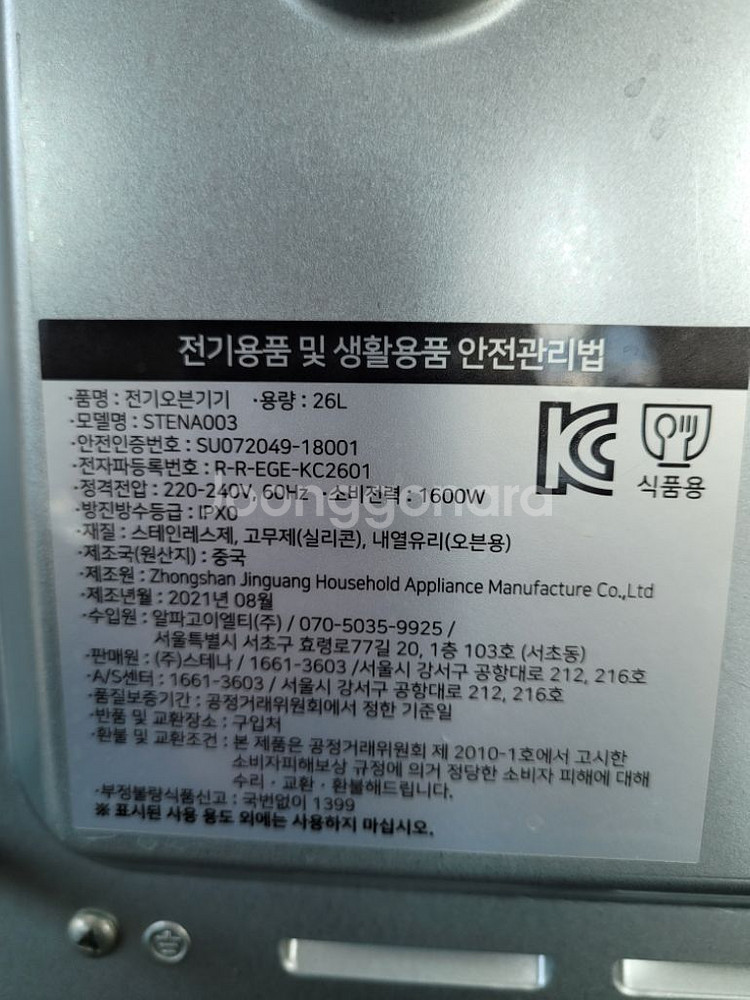 전기용품 및 생활용품 안전관리법
·품명 : 전기오븐기기 ·용량 : 26L
·모델명 : STENA003
·안전인증번호 : SU072049-18001
·전자파등록번호 : R-R-EGE-KC2601
·정격전압 : 220-240V, 60Hz ·소비전력 : 1600W
·방진방수등급 : IPX0
·재질 : 스테인레스제, 고무제(실리콘), 내열유리(오븐용)
·제조국(원산지) : 중국
·제조원 : Zhongshan Jinguang Household Appliance Manufacture Co.,Ltd
·제조년월 : 2021년 08월
·수입원 : 알파고이엘티(주) / 070-5035-9925 /
서울특별시 서초구 효령로77길 20, 1층 103호 (서초동)
·판매원 : (주)스테나 / 1661-3603 /서울시 강서구 공항대로 212, 216호
·A/S센터 : 1661-3603 / 서울시 강서구 공항대로 212, 216호
·품질보증기간 : 공정거래위원회에서 정한 기준일
·반품 및 교환장소 : 구입처
·환불 및 교환조건 : 본 제품은 공정거래위원회 제 2010-1호에서 고시한
소비자피해보상 규정에 의거 정당한 소비자 피해에 대해
수리 · 교환 · 환불해드립니다.
·부정불량식품신고 : 국번없이 1399
※ 표시된 사용 용도 외에는 사용하지 마십시오.
KC
식품용
joonggonara